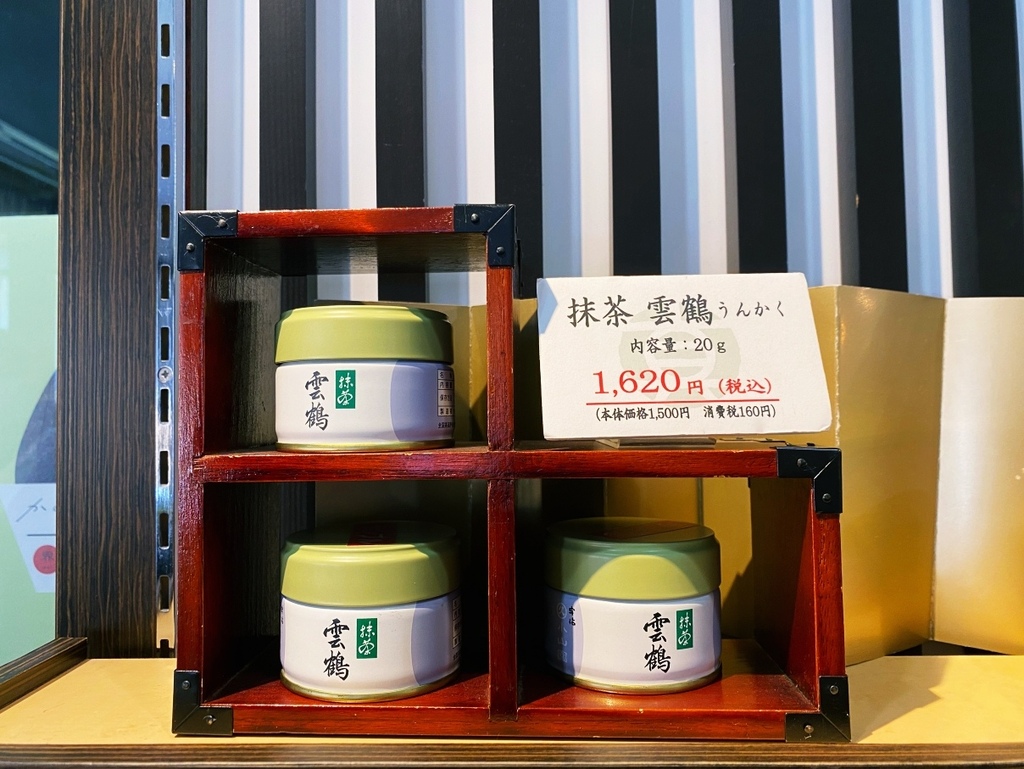 抹茶 雲鶴うんかく
内容量：20g
1,620円（税込）
(本体価格1,500円 消費税160円)
抹茶
雲鶴
抹茶
雲鶴
抹茶
雲鶴